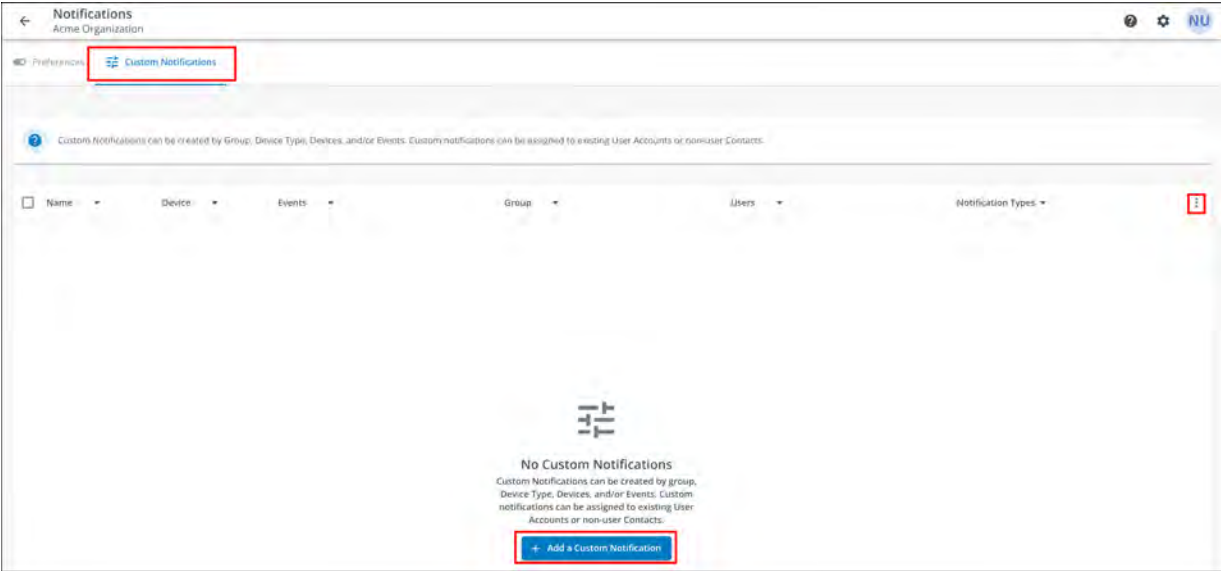 Notifications
Acme Organization
NU
Preferences
Custom Notifications
Custom Notifications can be created by Group, Device Type, Devices, and/or Events. Custom notifications can be assigned to existing User Accounts or non-user Contacts.
Name Device Events Group Users Notification Types
No Custom Notifications
Custom Notifications can be created by group,
Device Type, Devices, and/or Events. Custom
notifications can be assigned to existing User
Accounts or non-user Contacts.
+ Add a Custom Notification